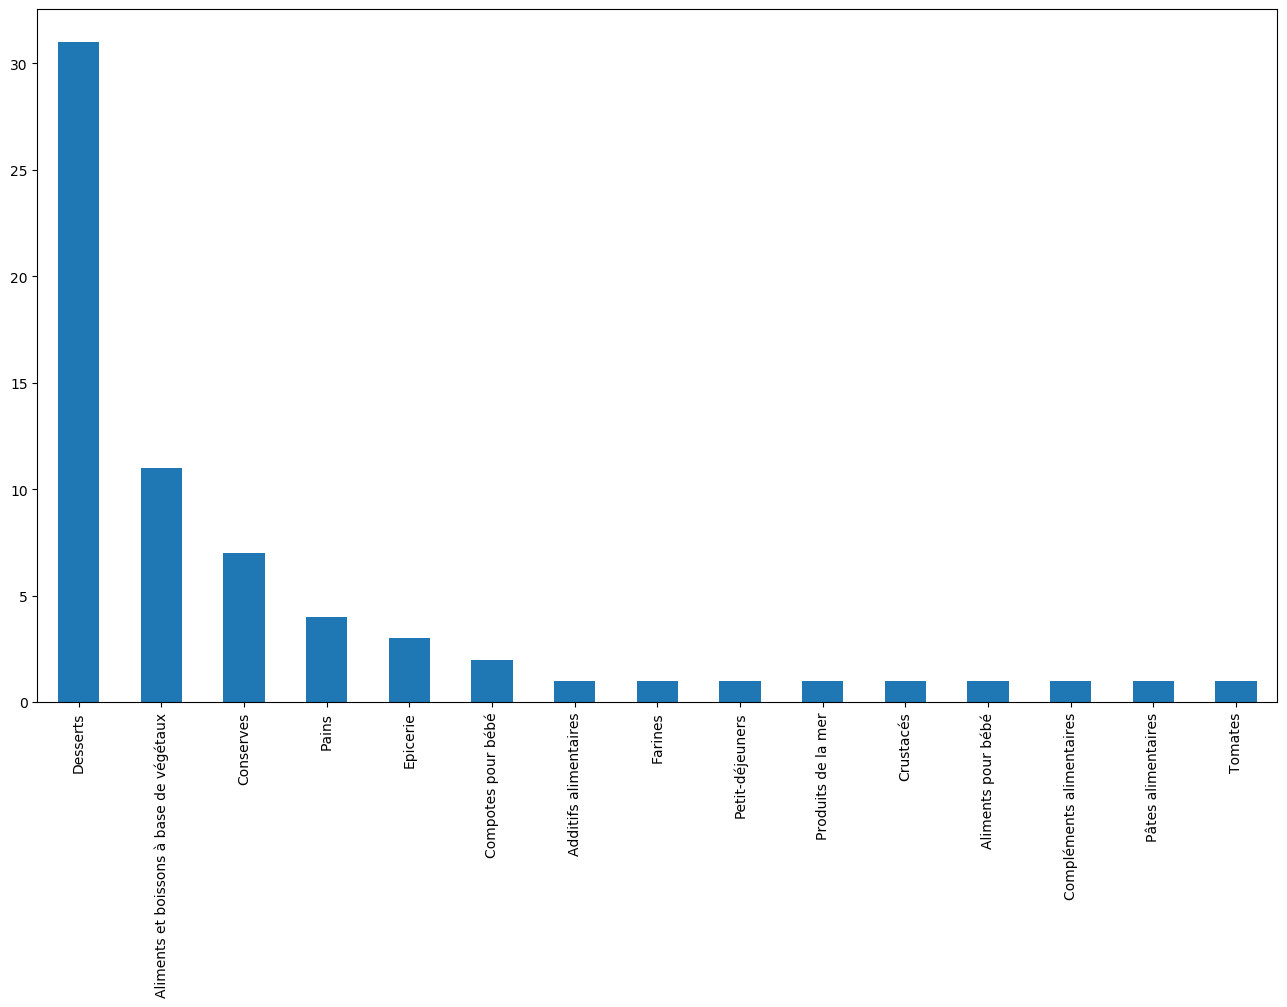 30
25
20
15
10
5
0
Desserts
Aliments et boissons à base de végétaux
Conserves
Pains
Epicerie
Compotes pour bébé
Additifs alimentaires
Farines
Petit-déjeuners
Produits de la mer
Crustacés
Aliments pour bébé
Compléments alimentaires
Pâtes alimentaires
Tomates